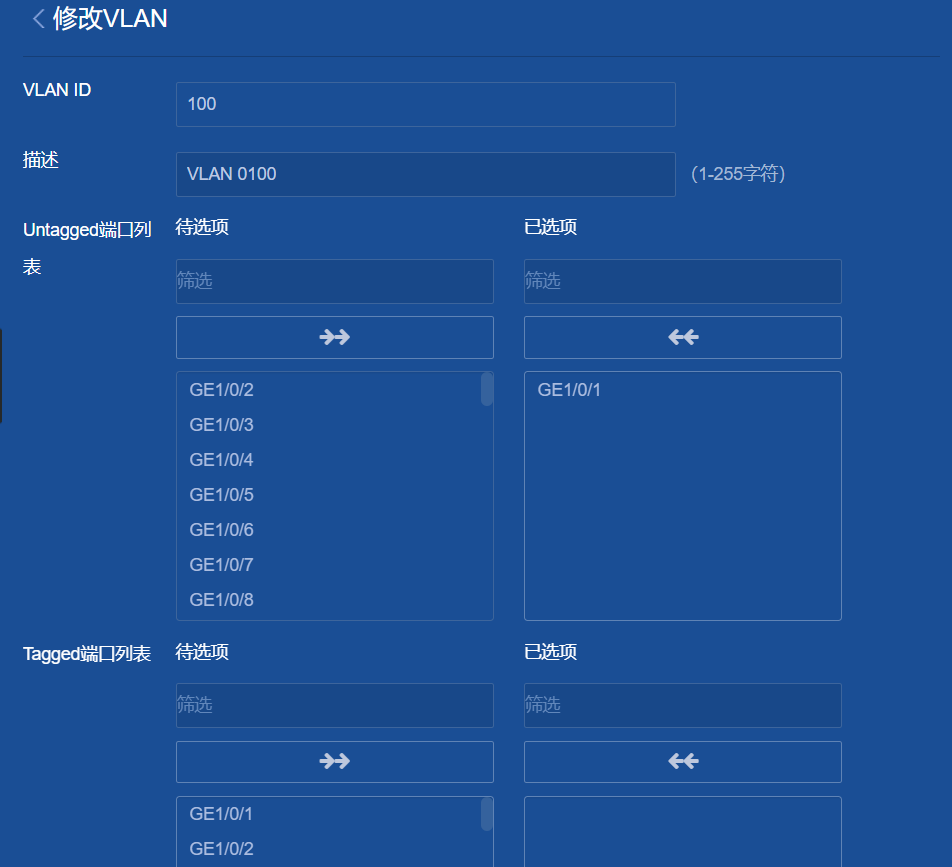 修改VLAN
VLAN ID
100
描述
VLAN 0100
(1-255字符)
Untagged端口列表
待选项
已选项
筛选
筛选
GE1/0/2
GE1/0/3
GE1/0/4
GE1/0/5
GE1/0/6
GE1/0/7
GE1/0/8
GE1/0/1
Tagged端口列表
待选项
已选项
筛选
筛选
GE1/0/1
GE1/0/2